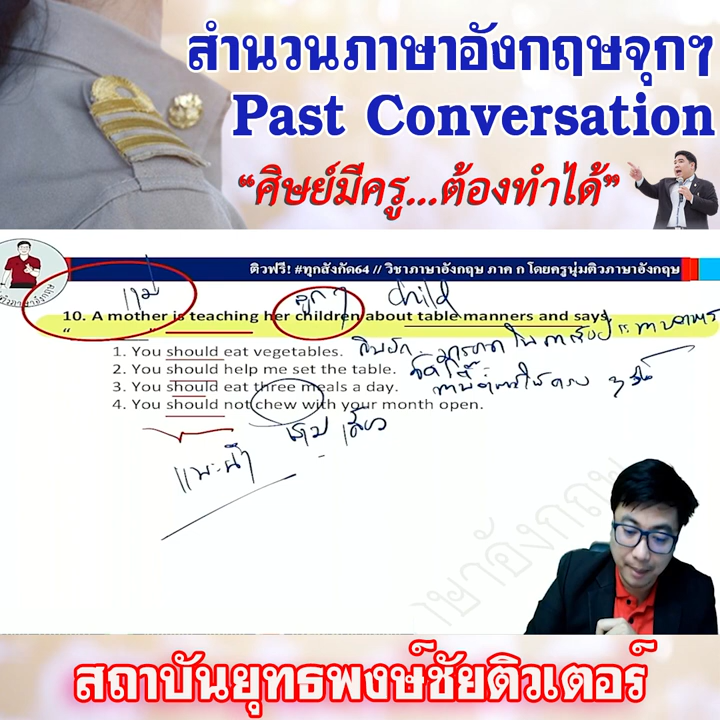 สำนวนภาษาอังกฤษจุกๆ
Past Conversation
“ศิษย์มีครู...ต้องทำได้”
ติวฟรี! #ทุกสังกัด64 // วิชาภาษาอังกฤษ ภาค ก โดยครูนุ่มติวภาษาอังกฤษ
แม่ ลูกๆ child
10. A mother is teaching her children about table manners and says,
“ ”
1. You should eat vegetables.
2. You should help me set the table.
3. You should eat three meals a day.
4. You should not chew with your month open.
แนะนำ
เคี้ยว
สถาบันยุทธพงษ์ชัยติวเตอร์